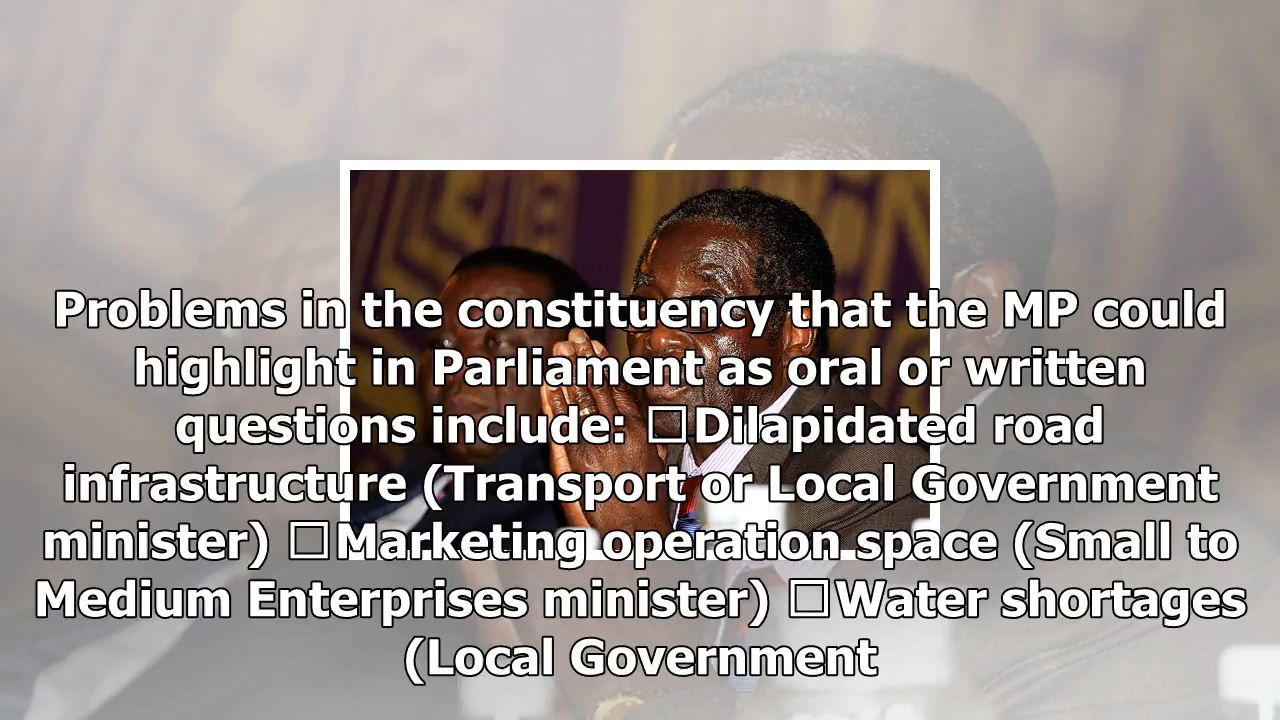 Problems in the constituency that the MP could
highlight in Parliament as oral or written
questions include: □Dilapidated road
infrastructure (Transport or Local Government
minister) □Marketing operation space (Small to
Medium Enterprises minister) □Water shortages
(Local Government